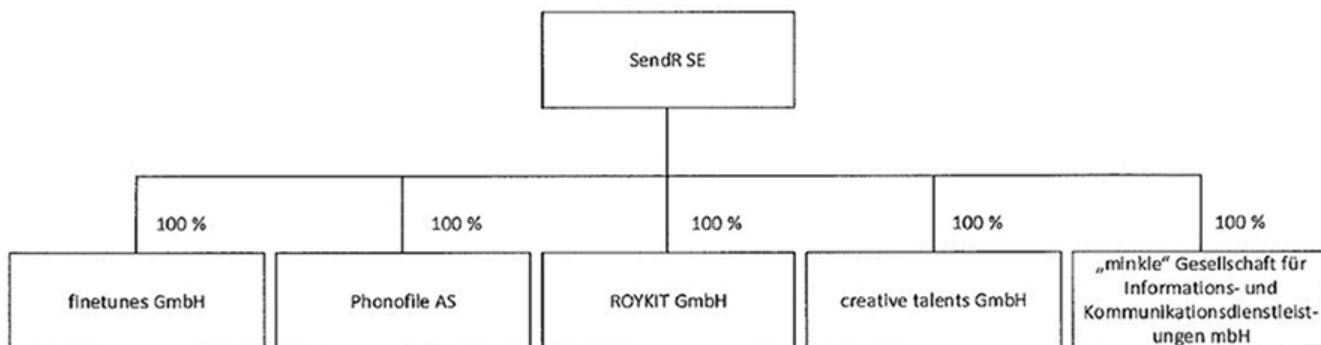 SendR SE
100 %
100 %
100 %
100 %
100 %
finetunes GmbH
Phonofile AS
ROYKIT GmbH
creative talents GmbH
„minkle“ Gesellschaft für
Informations- und
Kommunikationsdienstleist-
ungen mbH